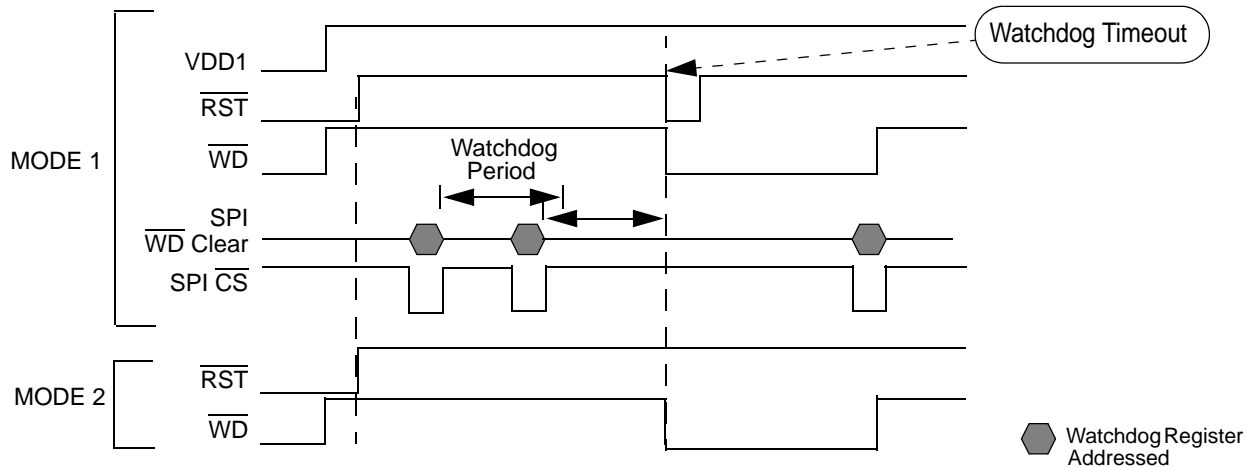 Watchdog Timeout
VDD1
RST
MODE 1
WD
Watchdog
Period
SPI
WD Clear
SPI CS
MODE 2
RST
WD
Watchdog Register
Addressed